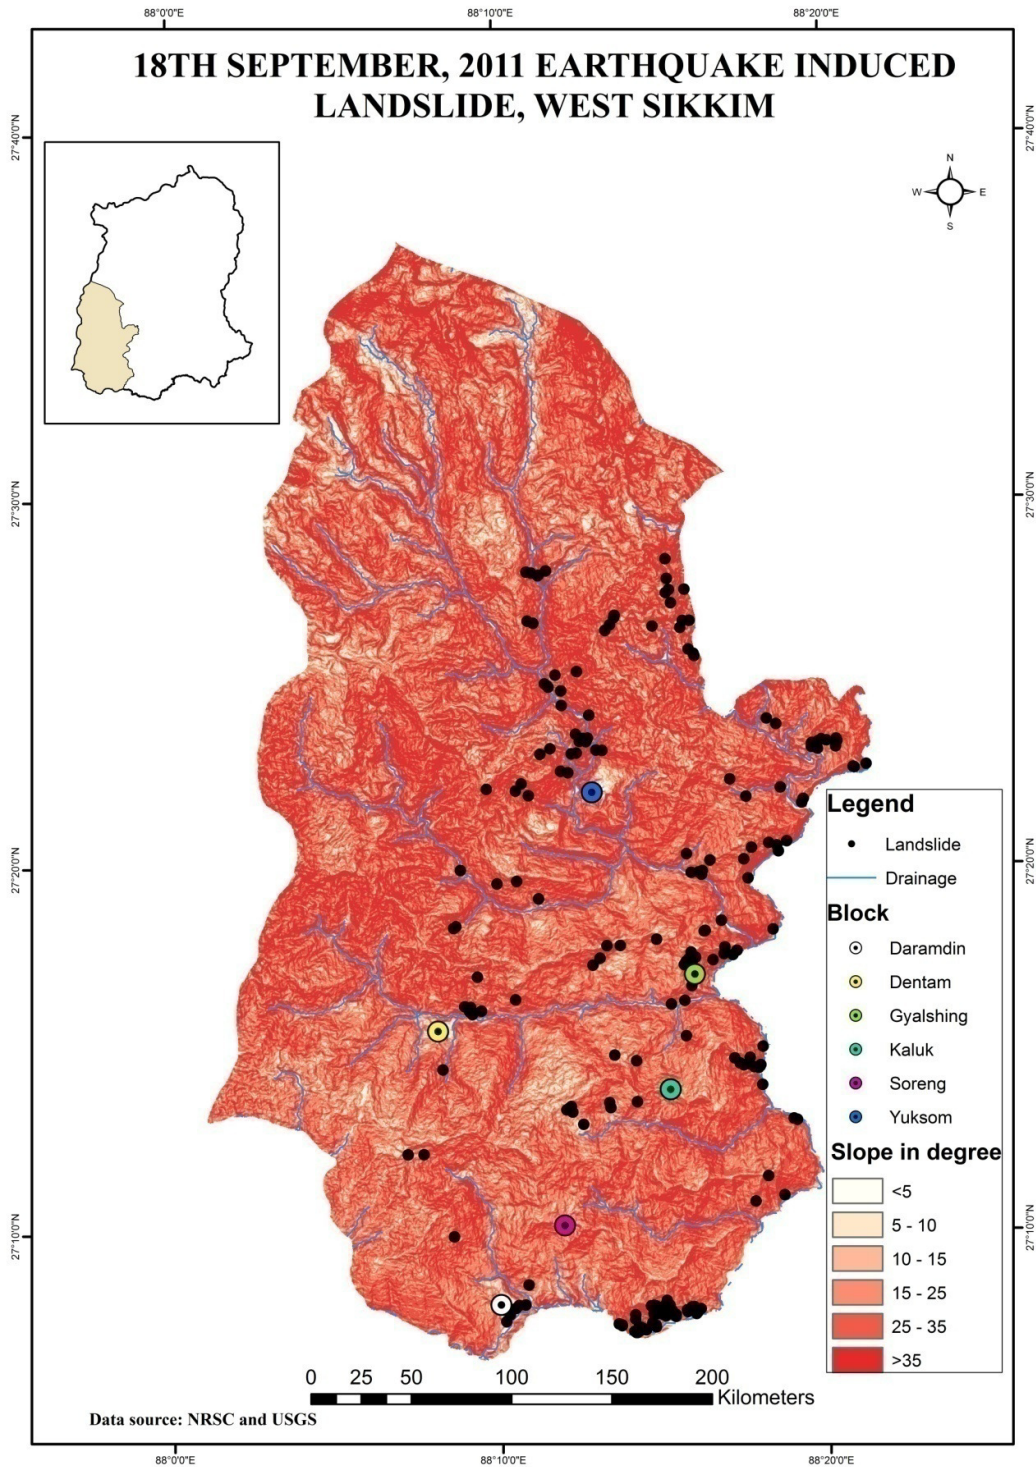 88°0'0"E 88°10'0"E 88°20'0"E
18TH SEPTEMBER, 2011 EARTHQUAKE INDUCED
LANDSLIDE, WEST SIKKIM
27°40'0"N 27°40'0"N
N
W E
S
27°30'0"N 27°30'0"N
Legend
Landslide
27°20'0"N 27°20'0"N
Drainage
Block
Daramdin
Dentam
Gyalshing
Kaluk
Soreng
Yuksom
Slope in degree
<5
5 - 10
27°10'0"N 27°10'0"N
10 - 15
15 - 25
25 - 35
>35
0 25 50 100 150 200
Kilometers
Data source: NRSC and USGS
88°0'0"E 88°10'0"E 88°20'0"E